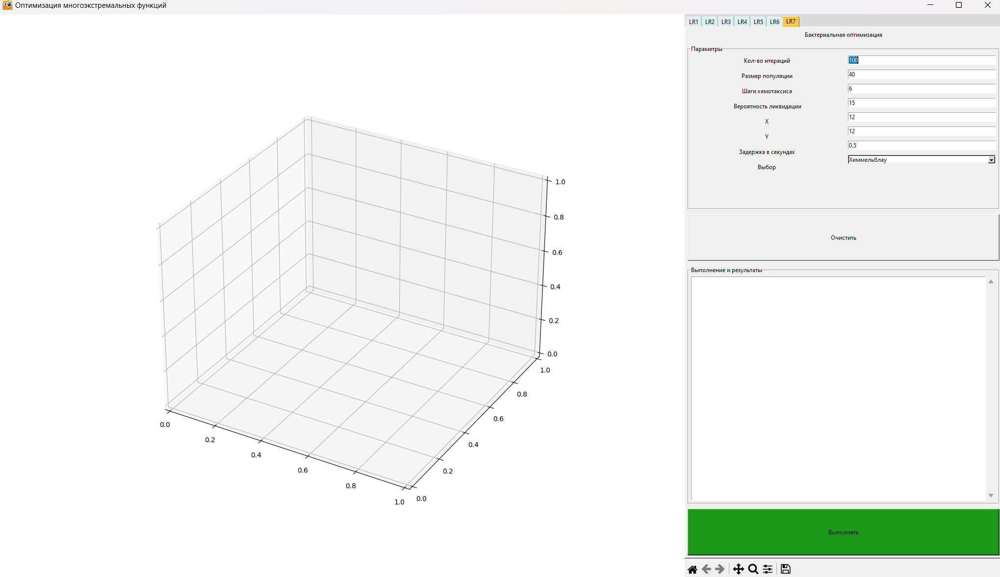 Оптимизация многоэкстремальных функций
LR1 LR2 LR3 LR4 LR5 LR6 LR7
Бактериальная оптимизация
Параметры
Кол-во итераций 100
Размер популяции 40
Шаги хемотаксиса 6
Вероятность ликвидации 15
X 12
Y 12
Задержка в секундах 0.5
Выбор Химмельблау
Очистить
Выполнение и результаты
Выполнить
1.0
0.8
0.6
0.4
0.2
0.0
1.0
0.8
0.6
0.4
0.2
0.0
0.0
0.2
0.4
0.6
0.8
1.0